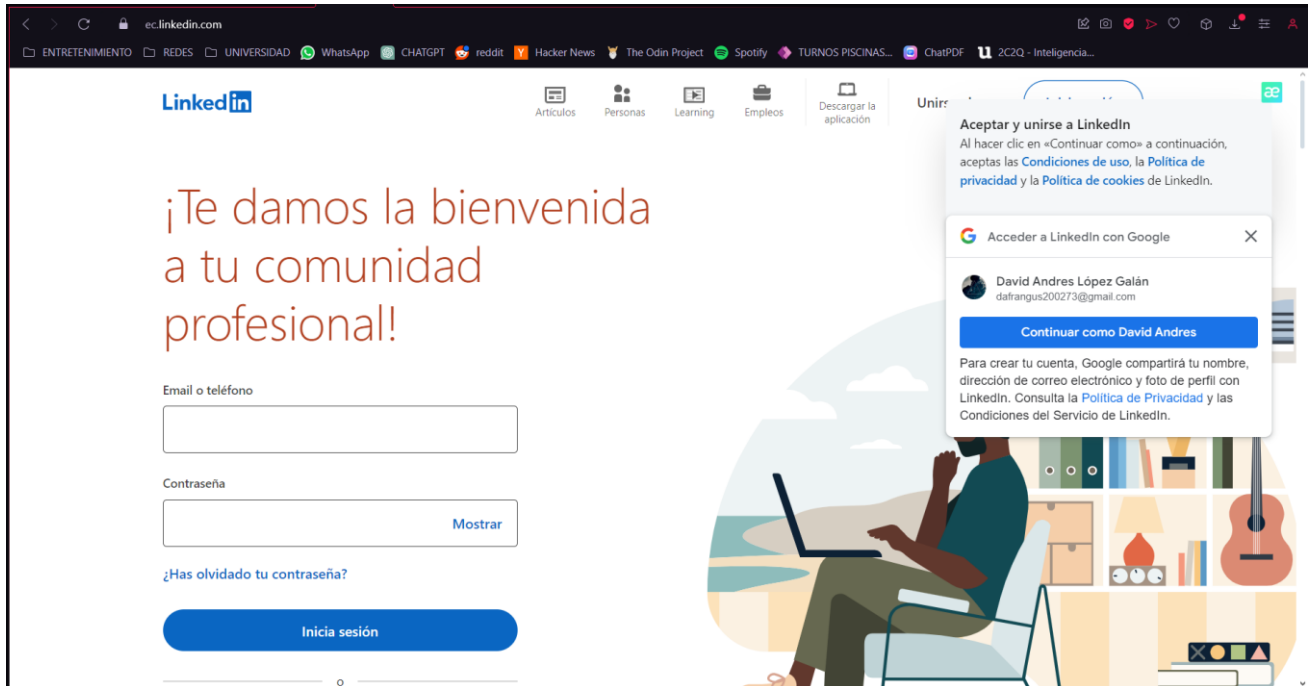 ec.linkedin.com
ENTRETENIMIENTO REDES UNIVERSIDAD WhatsApp CHATGPT reddit Hacker News The Odin Project Spotify TURNOS PISCINAS... ChatPDF 2C2Q - Inteligencia...
Linked in
Artículos Personas Learning Empleos Descargar la
aplicación
æ
Aceptar y unirse a LinkedIn
Al hacer clic en «Continuar como» a continuación,
aceptas las Condiciones de uso, la Política de
privacidad y la Política de cookies de LinkedIn.
Acceder a LinkedIn con Google
David Andres López Galán
dafrangus200273@gmail.com
Continuar como David Andres
Para crear tu cuenta, Google compartirá tu nombre,
dirección de correo electrónico y foto de perfil con
LinkedIn. Consulta la Política de Privacidad y las
Condiciones del Servicio de LinkedIn.
¡Te damos la bienvenida
a tu comunidad
profesional!
Email o teléfono
Contraseña
Mostrar
¿Has olvidado tu contraseña?
Inicia sesión
o